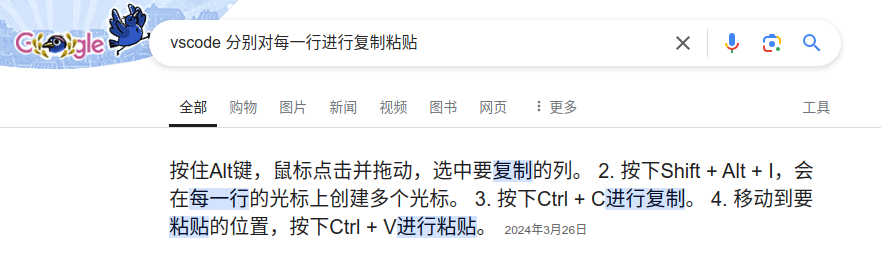 Google
vscode 分别对每一行进行复制粘贴
全部 购物 图片 新闻 视频 图书 网页 更多 工具
按住Alt键，鼠标点击并拖动，选中要复制的列。 2. 按下Shift + Alt + I，会
在每一行的光标上创建多个光标。 3. 按下Ctrl + C进行复制。 4. 移动到要
粘贴的位置，按下Ctrl + V进行粘贴。 2024年3月26日